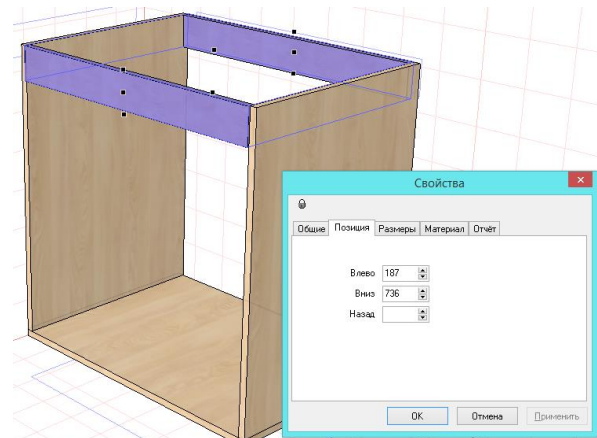 Свойства
Общие Позиция Размеры Материал Отчёт
Влево 187
Вниз 736
Назад
OK Отмена Применить